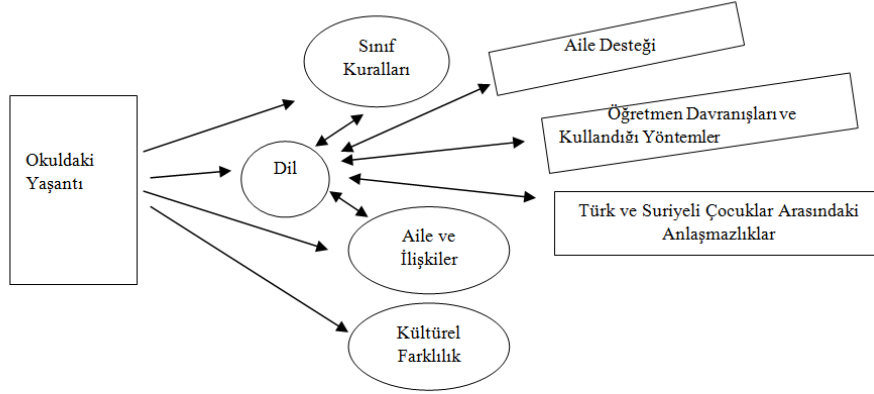 Okuldaki
Yaşantı
Sınıf
Kuralları
Dil
Aile ve
İlişkiler
Kültürel
Farklılık
Aile Desteği
Öğretmen Davranışları ve
Kullandığı Yöntemler
Türk ve Suriyeli Çocuklar Arasındaki
Anlaşmazlıklar